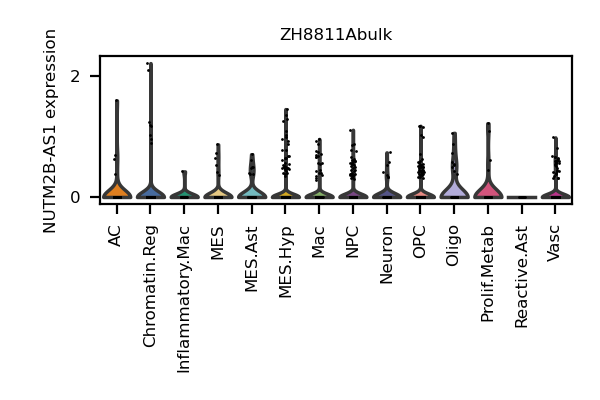 ZH8811Abulk
NUTM2B-AS1 expression
2
0
AC
Chromatin.Reg
Inflammatory.Mac
MES
MES.Ast
MES.Hyp
Mac
NPC
Neuron
OPC
Oligo
Prolif.Metab
Reactive.Ast
Vasc